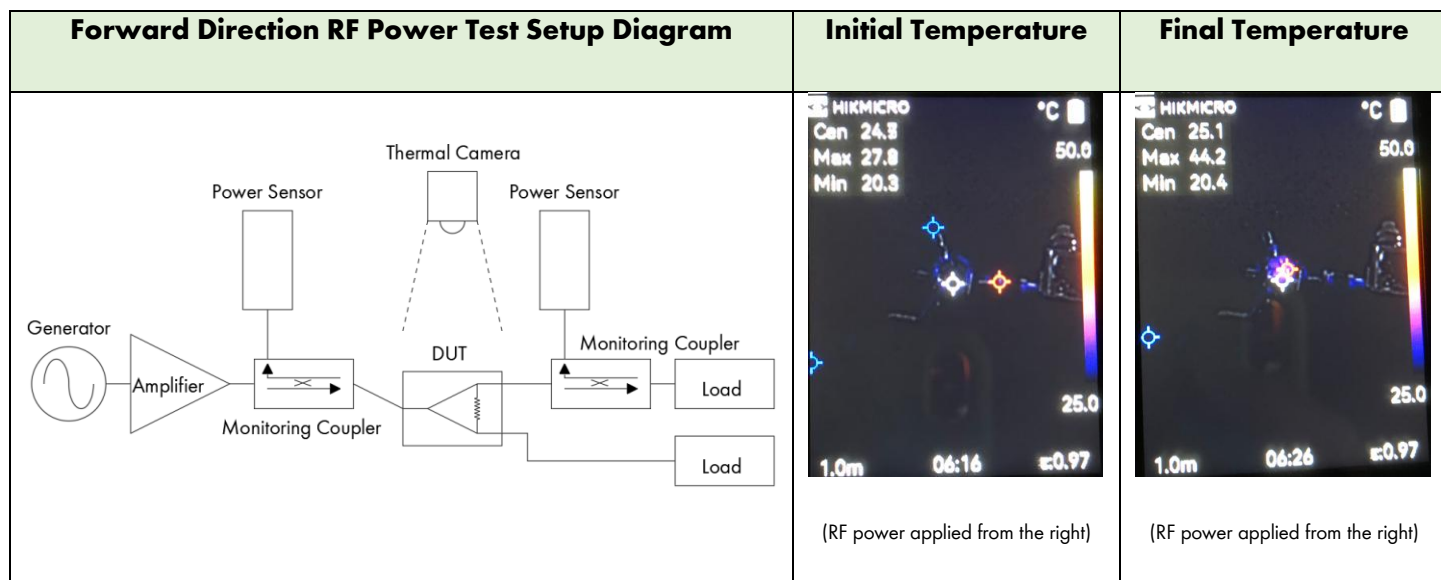 Forward Direction RF Power Test Setup Diagram
Initial Temperature
Final Temperature
Thermal Camera
Power Sensor
Power Sensor
Generator
Amplifier
Monitoring Coupler
DUT
Monitoring Coupler
Load
Load
HIKMICRO °C
Cen 24.3
Max 27.8
Min 20.3
50.0
25.0
1.0m 06:16 ε:0.97
(RF power applied from the right)
HIKMICRO °C
Cen 25.1
Max 44.2
Min 20.4
50.0
25.0
1.0m 06:26 ε:0.97
(RF power applied from the right)